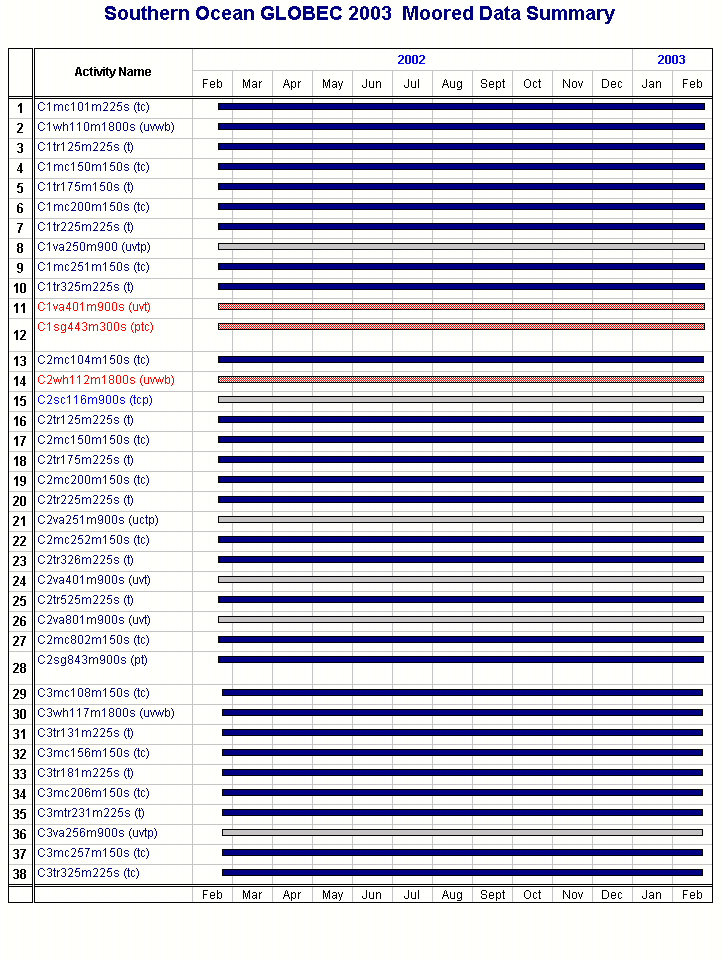 Southern Ocean GLOBEC 2003 Moored Data Summary
Activity Name
2002 2003
Feb Mar Apr May Jun Jul Aug Sept Oct Nov Dec Jan Feb
1 C1mc101m225s (tc)
2 C1wh110m1800s (uvwb)
3 C1tr125m225s (t)
4 C1mc150m150s (tc)
5 C1tr175m150s (t)
6 C1mc200m150s (tc)
7 C1tr225m225s (t)
8 C1va250m900 (uvtp)
9 C1mc251m150s (tc)
10 C1tr325m225s (t)
11 C1va401m900s (uvt)
12 C1sg443m300s (ptc)
13 C2mc104m150s (tc)
14 C2wh112m1800s (uvwb)
15 C2sc116m900s (tcp)
16 C2tr125m225s (t)
17 C2mc150m150s (tc)
18 C2tr175m225s (t)
19 C2mc200m150s (tc)
20 C2tr225m225s (t)
21 C2va251m900s (uctp)
22 C2mc252m150s (tc)
23 C2tr326m225s (t)
24 C2va401m900s (uvt)
25 C2tr525m225s (t)
26 C2va801m900s (uvt)
27 C2mc802m150s (tc)
28 C2sg843m900s (pt)
29 C3mc108m150s (tc)
30 C3wh117m1800s (uvwb)
31 C3tr131m225s (t)
32 C3mc156m150s (tc)
33 C3tr181m225s (t)
34 C3mc206m150s (tc)
35 C3mtr231m225s (t)
36 C3va256m900s (uvtp)
37 C3mc257m150s (tc)
38 C3tr325m225s (tc)
Feb Mar Apr May Jun Jul Aug Sept Oct Nov Dec Jan Feb